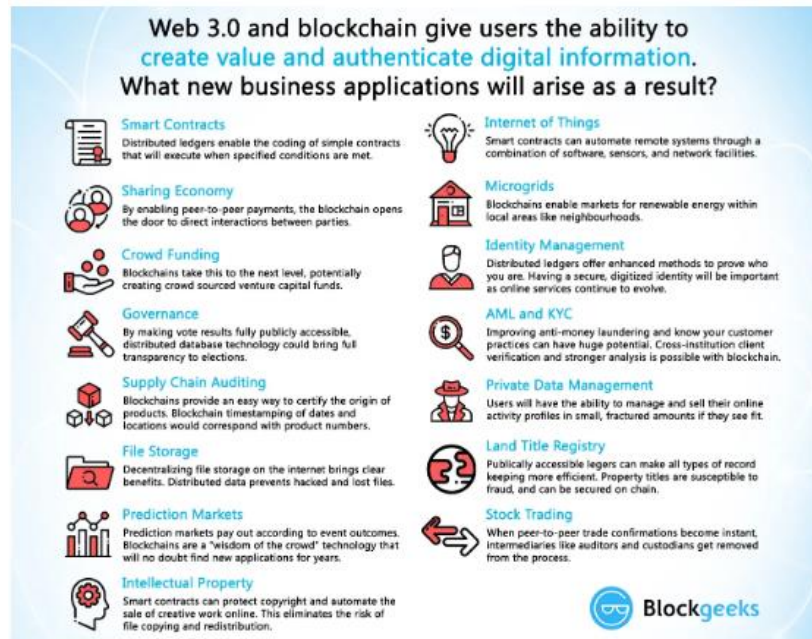 Web 3.0 and blockchain give users the ability to
create value and authenticate digital information.
What new business applications will arise as a result?
Smart Contracts
Distributed ledgers enable the coding of simple contracts
that will execute when specified conditions are met.
Sharing Economy
By enabling peer-to-peer payments, the blockchain opens
the door to direct interactions between parties.
Crowd Funding
Blockchains take this to the next level, potentially
creating crowd sourced venture capital funds.
Governance
By making vote results fully publicly accessible,
distributed database technology could bring full
transparency to elections.
Supply Chain Auditing
Blockchains provide an easy way to certify the origin of
products. Blockchain timestamping of dates and
locations would correspond with product numbers.
File Storage
Decentralizing file storage on the internet brings clear
benefits. Distributed data prevents hacked and lost files.
Prediction Markets
Prediction markets pay out according to event outcomes.
Blockchains are a "wisdom of the crowd" technology that
will no doubt find new applications for years.
Intellectual Property
Smart contracts can protect copyright and automate the
sale of creative work online. This eliminates the risk of
file copying and redistribution.
Internet of Things
Smart contracts can automate remote systems through a
combination of software, sensors, and network facilities.
Microgrids
Blockchains enable markets for renewable energy within
local areas like neighbourhoods.
Identity Management
Distributed ledgers offer enhanced methods to prove who
you are. Having a secure, digitized identity will be important
as online services continue to evolve.
AML and KYC
Improving anti-money laundering and know your customer
practices can have huge potential. Cross-institution client
verification and stronger analysis is possible with blockchain.
Private Data Management
Users will have the ability to manage and sell their online
activity profiles in small, fractured amounts if they see fit.
Land Title Registry
Publically accessible legers can make all types of record
keeping more efficient. Property titles are susceptible to
fraud, and can be secured on chain.
Stock Trading
When peer-to-peer trade confirmations become instant,
intermediaries like auditors and custodians get removed
from the process.
$
Blockgeeks